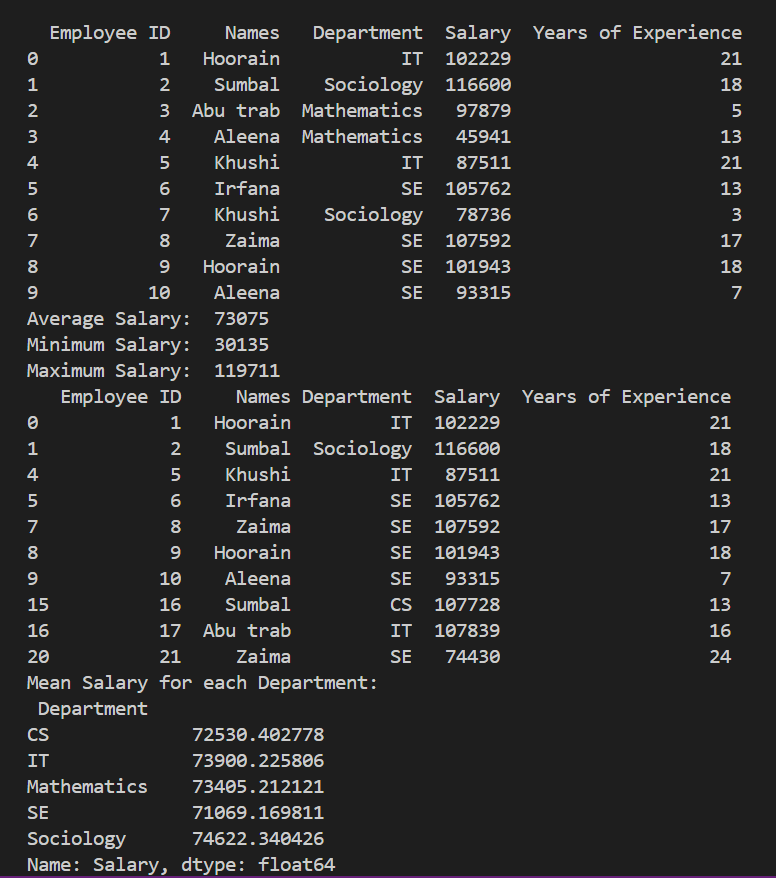 Employee ID     Names   Department  Salary  Years of Experience
0           1   Hoorain           IT  102229                   21
1           2    Sumbal    Sociology  116600                   18
2           3  Abu trab  Mathematics   97879                    5
3           4    Aleena  Mathematics   45941                   13
4           5    Khushi           IT   87511                   21
5           6    Irfana           SE  105762                   13
6           7    Khushi    Sociology   78736                    3
7           8     Zaima           SE  107592                   17
8           9   Hoorain           SE  101943                   18
9          10    Aleena           SE   93315                    7
Average Salary:  73075
Minimum Salary:  30135
Maximum Salary:  119711
   Employee ID     Names Department  Salary  Years of Experience
0            1   Hoorain         IT  102229                   21
1            2    Sumbal  Sociology  116600                   18
4            5    Khushi         IT   87511                   21
5            6    Irfana         SE  105762                   13
7            8     Zaima         SE  107592                   17
8            9   Hoorain         SE  101943                   18
9           10    Aleena         SE   93315                    7
15          16    Sumbal         CS  107728                   13
16          17  Abu trab         IT  107839                   16
20          21     Zaima         SE   74430                   24
Mean Salary for each Department:
 Department
CS             72530.402778
IT             73900.225806
Mathematics    73405.212121
SE             71069.169811
Sociology      74622.340426
Name: Salary, dtype: float64